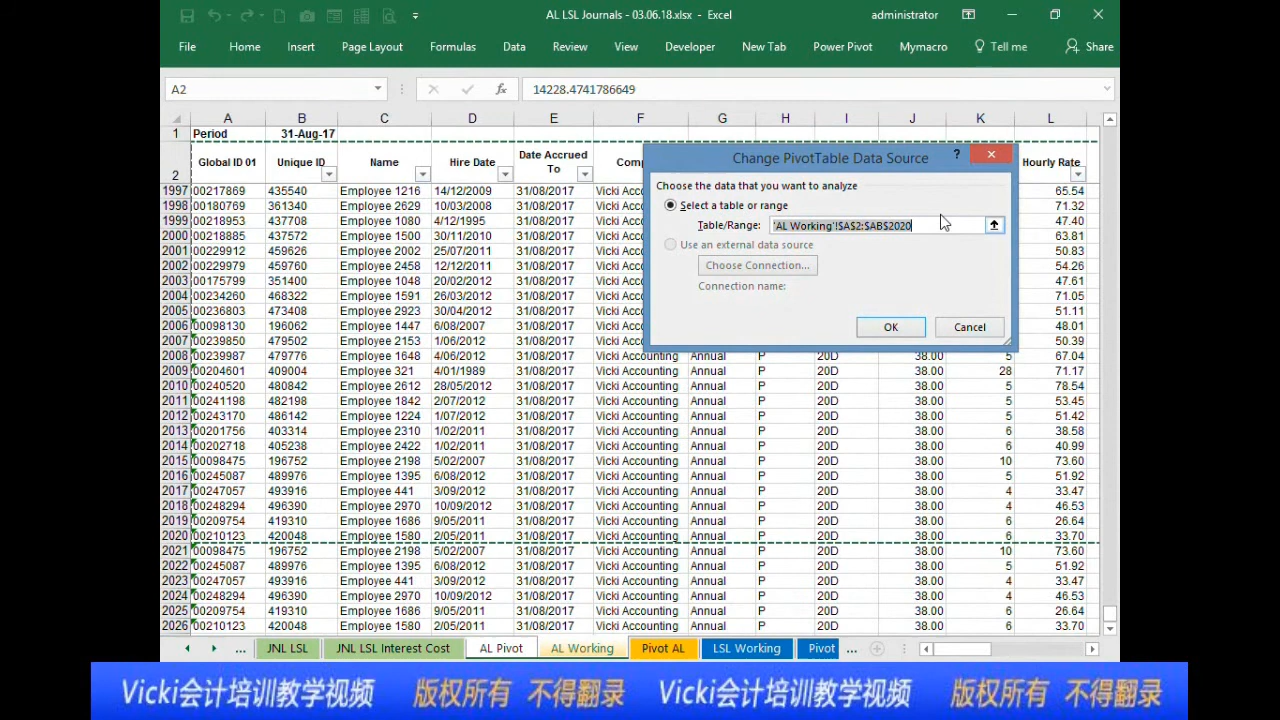 AL LSL Journals - 03.06.18.xlsx - Excel administrator
File Home Insert Page Layout Formulas Data Review View Developer New Tab Power Pivot Mymacro Tell me Share
A2 fx 14228.4741786649
A B C D E F G H I J K L
1 Period 31-Aug-17
2 Global ID 01 Unique ID Name Hire Date Date Accrued To Comp Hourly Rate
Change PivotTable Data Source ?
Choose the data that you want to analyze
Select a table or range
Table/Range: 'AL Working'!$A$2:$AB$2020
Use an external data source
Choose Connection...
Connection name:
OK Cancel
1997 00217869 435540 Employee 1216 14/12/2009 31/08/2017 Vicki Accou 65.54
1998 00180769 361340 Employee 2629 10/03/2008 31/08/2017 Vicki Accou 71.32
1999 00218953 437708 Employee 1080 4/12/1995 31/08/2017 Vicki Accou 47.40
2000 00218885 437570 Employee 1500 12/12/2011 31/08/2017 Vicki Accou 63.81
2001 00229912 459760 Employee 2002 25/07/2011 31/08/2017 Vicki Accou 50.83
2002 00229979 459760 Employee 2458 12/12/2011 31/08/2017 Vicki Accou 54.26
2003 00175799 351400 Employee 1048 20/02/2012 31/08/2017 Vicki Accou 47.61
2004 00234260 468322 Employee 1591 26/03/2012 31/08/2017 Vicki Accou 71.05
2005 00236803 473408 Employee 2923 30/04/2012 31/08/2017 Vicki Accou 51.11
2006 00098130 196062 Employee 1447 6/08/2007 31/08/2017 Vicki Accou 48.01
2007 00239850 479502 Employee 2153 1/06/2012 31/08/2017 Vicki Accou 50.39
2008 00239987 479776 Employee 1648 4/06/2012 31/08/2017 Vicki Accounting Annual P 20D 38.00 5 67.04
2009 00204601 409004 Employee 321 4/01/1989 31/08/2017 Vicki Accounting Annual P 20D 38.00 28 71.17
2010 00240520 480842 Employee 2612 28/05/2012 31/08/2017 Vicki Accounting Annual P 20D 38.00 5 78.54
2011 00241198 482198 Employee 1842 2/07/2012 31/08/2017 Vicki Accounting Annual P 20D 38.00 5 53.45
2012 00243170 486142 Employee 1224 1/07/2012 31/08/2017 Vicki Accounting Annual P 20D 38.00 5 51.42
2013 00201756 403314 Employee 2310 1/02/2011 31/08/2017 Vicki Accounting Annual P 20D 38.00 6 38.58
2014 00202718 405238 Employee 2422 1/02/2011 31/08/2017 Vicki Accounting Annual P 20D 38.00 6 40.99
2015 00098475 196752 Employee 2198 5/02/2007 31/08/2017 Vicki Accounting Annual P 20D 38.00 10 73.60
2016 00245087 489976 Employee 1395 6/08/2012 31/08/2017 Vicki Accounting Annual P 20D 38.00 5 51.92
2017 00247057 493916 Employee 441 3/09/2012 31/08/2017 Vicki Accounting Annual P 20D 38.00 4 33.47
2018 00248294 496390 Employee 2970 10/09/2012 31/08/2017 Vicki Accounting Annual P 20D 38.00 4 46.53
2019 00209754 419310 Employee 1686 9/05/2011 31/08/2017 Vicki Accounting Annual P 20D 38.00 6 26.64
2020 00210123 420048 Employee 1580 2/05/2011 31/08/2017 Vicki Accounting Annual P 20D 38.00 6 33.70
2021 00098475 196752 Employee 2198 5/02/2007 31/08/2017 Vicki Accounting Annual P 20D 38.00 10 73.60
2022 00245087 489976 Employee 1395 6/08/2012 31/08/2017 Vicki Accounting Annual P 20D 38.00 5 51.92
2023 00247057 493916 Employee 441 3/09/2012 31/08/2017 Vicki Accounting Annual P 20D 38.00 4 33.47
2024 00248294 496390 Employee 2970 10/09/2012 31/08/2017 Vicki Accounting Annual P 20D 38.00 4 46.53
2025 00209754 419310 Employee 1686 9/05/2011 31/08/2017 Vicki Accounting Annual P 20D 38.00 6 26.64
2026 00210123 420048 Employee 1580 2/05/2011 31/08/2017 Vicki Accounting Annual P 20D 38.00 6 33.70
... JNL LSL JNL LSL Interest Cost AL Pivot AL Working Pivot AL LSL Working Pivot ...
Vicki会计培训教学视频 版权所有 不得翻录 Vicki会计培训教学视频 版权所有 不得翻录